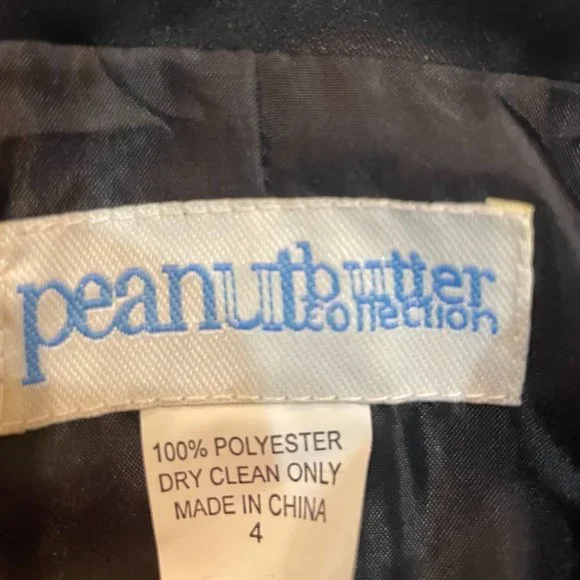 peanutbutter
collection
100% POLYESTER
DRY CLEAN ONLY
MADE IN CHINA
4